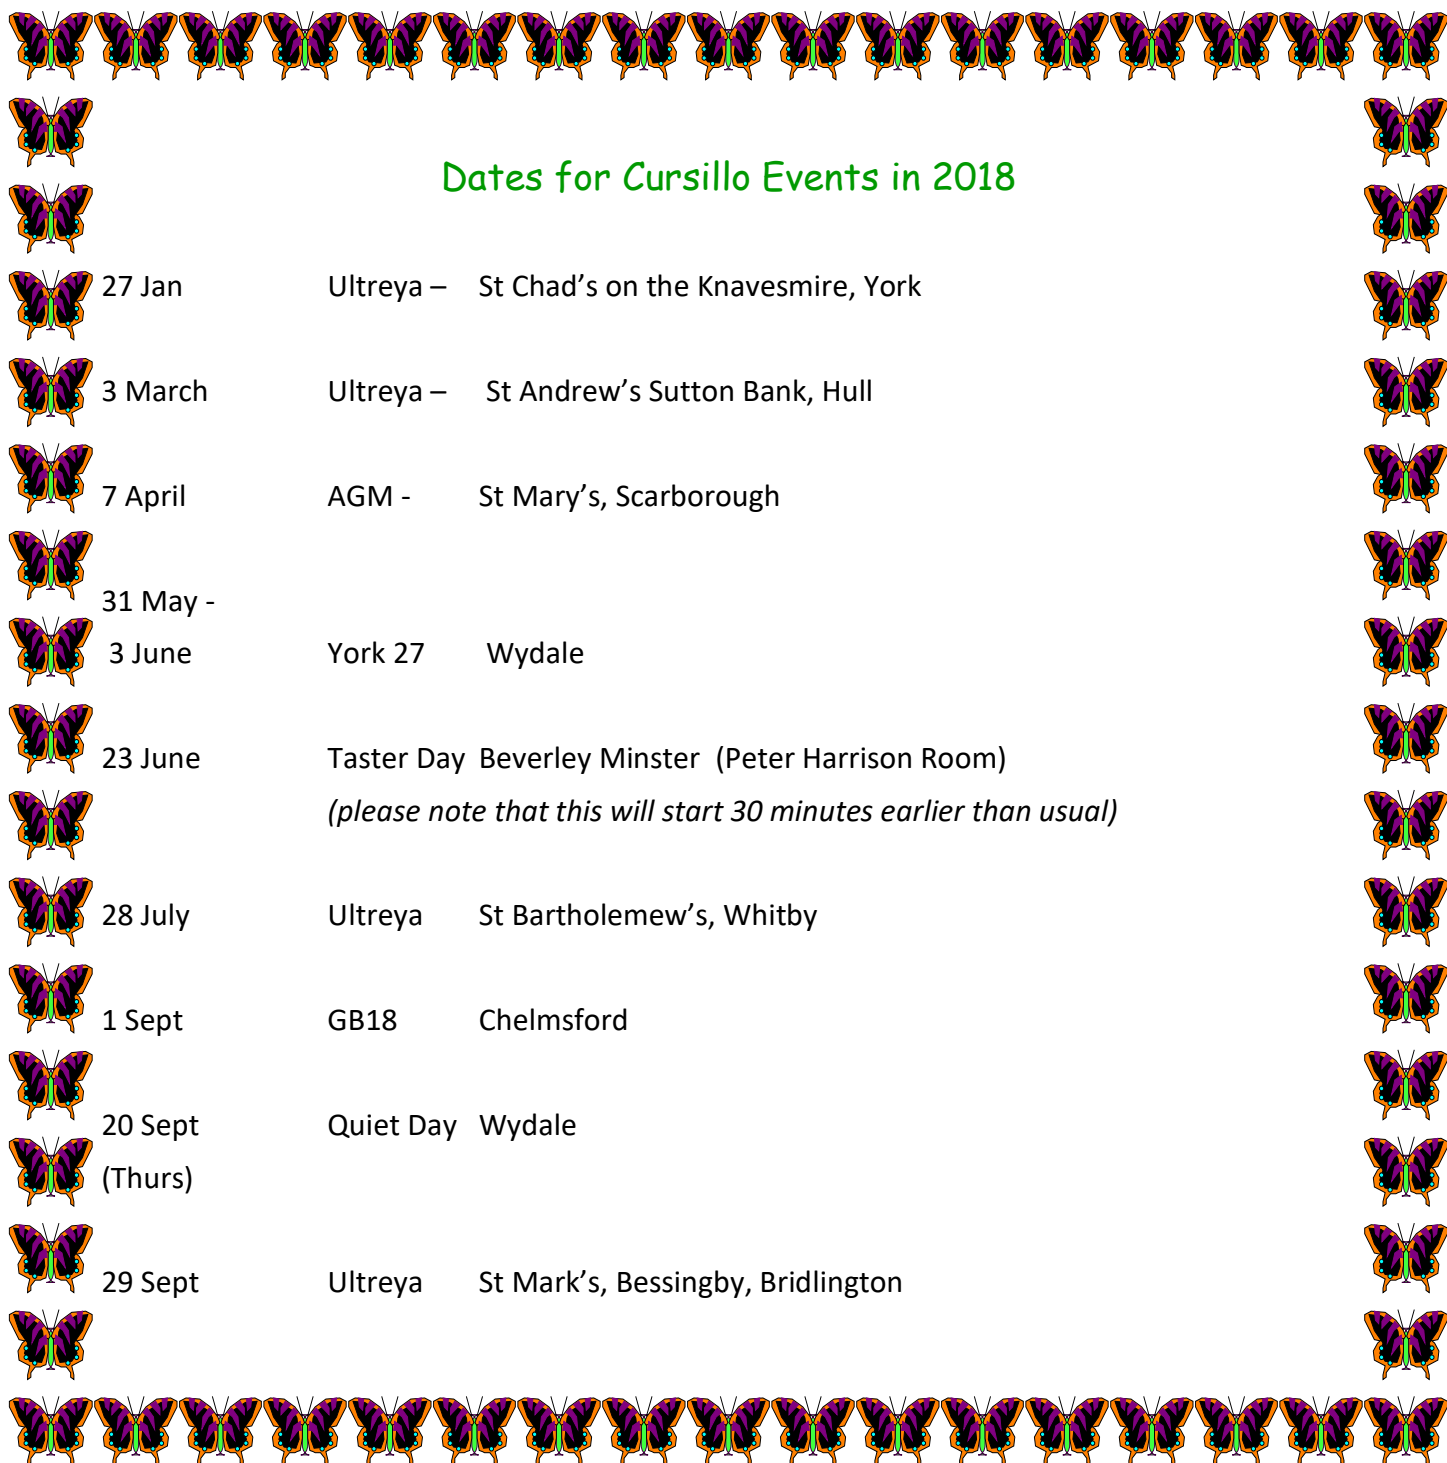 Dates for Cursillo Events in 2018
27 Jan Ultreya – St Chad’s on the Knavesmire, York
3 March Ultreya – St Andrew’s Sutton Bank, Hull
7 April AGM - St Mary’s, Scarborough
31 May -
3 June York 27 Wydale
23 June Taster Day Beverley Minster (Peter Harrison Room)
(please note that this will start 30 minutes earlier than usual)
28 July Ultreya St Bartholemew’s, Whitby
1 Sept GB18 Chelmsford
20 Sept Quiet Day Wydale
(Thurs)
29 Sept Ultreya St Mark’s, Bessingby, Bridlington